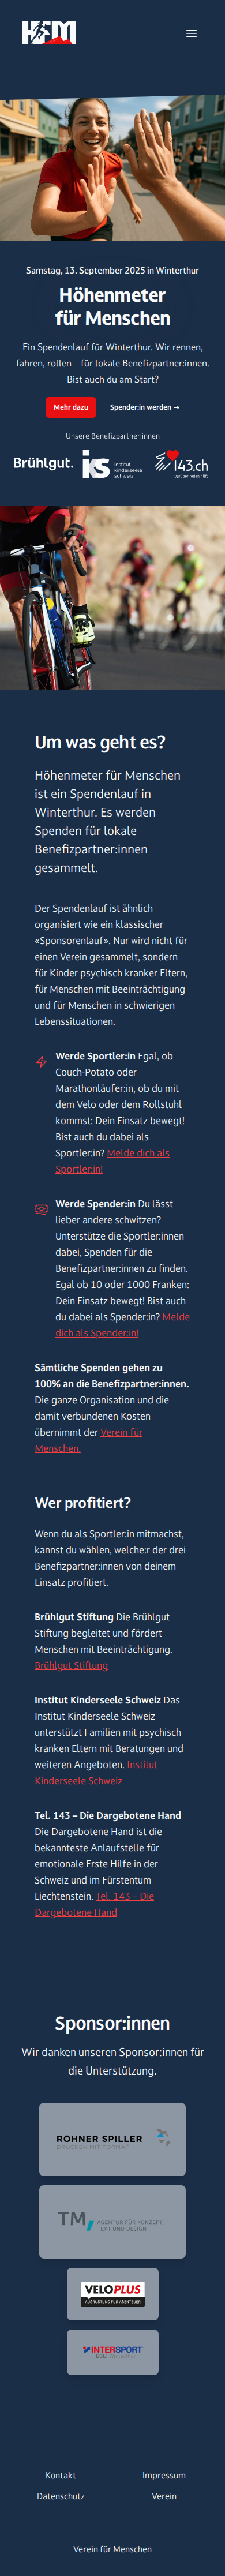 HFM
Samstag, 13. September 2025 in Winterthur
Höhenmeter
für Menschen
Ein Spendenlauf für Winterthur. Wir rennen,
fahren, rollen – für lokale Benefizpartner:innen.
Bist auch du am Start?
Mehr dazu
Spender:in werden →
Unsere Benefizpartner:innen
Brühlgut.
iks
institut
kinderseele
schweiz
143.ch
Darüber reden hilft.
Um was geht es?
Höhenmeter für Menschen
ist ein Spendenlauf in
Winterthur. Es werden
Spenden für lokale
Benefizpartner:innen
gesammelt.
Der Spendenlauf ist ähnlich
organisiert wie ein klassischer
«Sponsorenlauf». Nur wird nicht für
einen Verein gesammelt, sondern
für Kinder psychisch kranker Eltern,
für Menschen mit Beeinträchtigung
und für Menschen in schwierigen
Lebenssituationen.
Werde Sportler:in Egal, ob
Couch-Potato oder
Marathonläufer:in, ob du mit
dem Velo oder dem Rollstuhl
kommst: Dein Einsatz bewegt!
Bist auch du dabei als
Sportler:in? Melde dich als
Sportler:in!
Werde Spender:in Du lässt
lieber andere schwitzen?
Unterstütze die Sportler:innen
dabei, Spenden für die
Benefizpartner:innen zu finden.
Egal ob 10 oder 1000 Franken:
Dein Einsatz bewegt! Bist auch
du dabei als Spender:in? Melde
dich als Spender:in!
Sämtliche Spenden gehen zu
100% an die Benefizpartner:innen.
Die ganze Organisation und die
damit verbundenen Kosten
übernimmt der Verein für
Menschen.
Wer profitiert?
Wenn du als Sportler:in mitmachst,
kannst du wählen, welche:r der drei
Benefizpartner:innen von deinem
Einsatz profitiert.
Brühlgut Stiftung Die Brühlgut
Stiftung begleitet und fördert
Menschen mit Beeinträchtigung.
Brühlgut Stiftung
Institut Kinderseele Schweiz Das
Institut Kinderseele Schweiz
unterstützt Familien mit psychisch
kranken Eltern mit Beratungen und
weiteren Angeboten. Institut
Kinderseele Schweiz
Tel. 143 – Die Dargebotene Hand
Die Dargebotene Hand ist die
bekannteste Anlaufstelle für
emotionale Erste Hilfe in der
Schweiz und im Fürstentum
Liechtenstein. Tel. 143 – Die
Dargebotene Hand
Sponsor:innen
Wir danken unseren Sponsor:innen für
die Unterstützung.
ROHNER SPILLER
DRUCKEN MIT FORMAT
TM
AGENTUR FÜR KONZEPT,
TEXT UND DESIGN
VELOPLUS
AUSRÜSTUNG FÜR ABENTEUER
INTERSPORT
Winterthur
Kontakt
Impressum
Datenschutz
Verein
Verein für Menschen